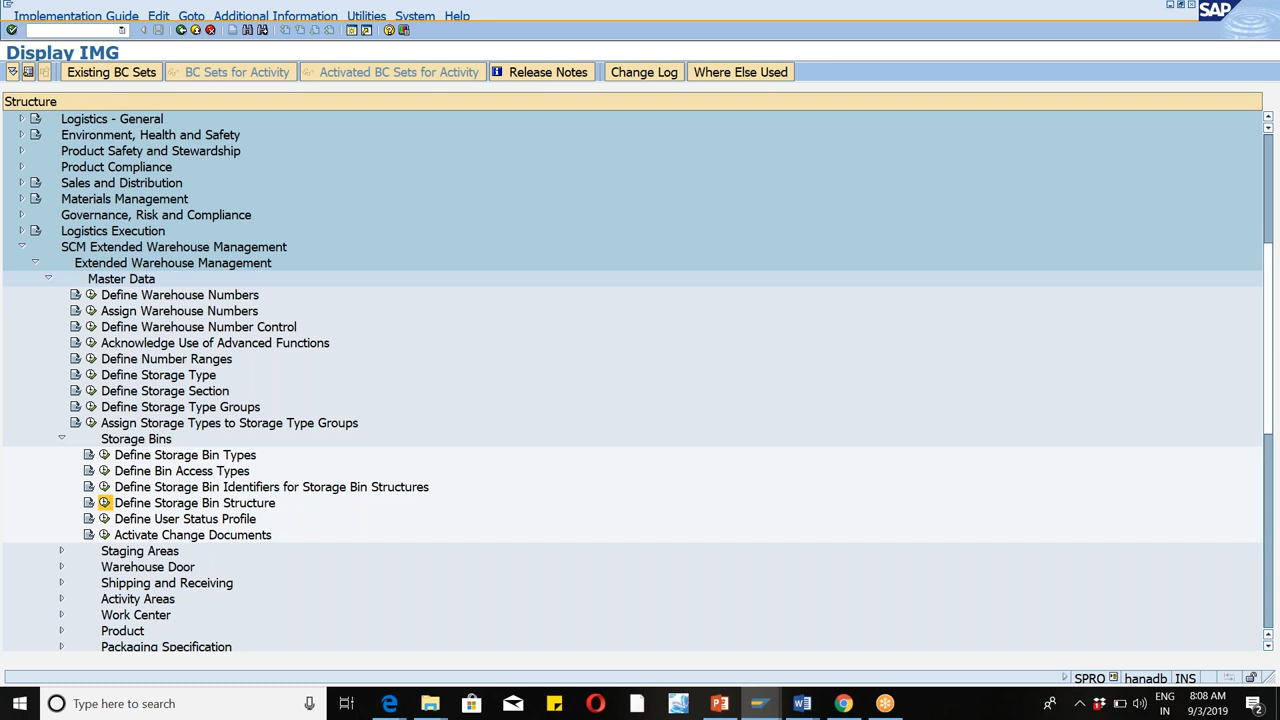 Implementation Guide Edit Goto Additional Information Utilities System Help
SAP
Display IMG
Existing BC Sets BC Sets for Activity Activated BC Sets for Activity Release Notes Change Log Where Else Used
Structure
Logistics - General
Environment, Health and Safety
Product Safety and Stewardship
Product Compliance
Sales and Distribution
Materials Management
Governance, Risk and Compliance
Logistics Execution
SCM Extended Warehouse Management
Extended Warehouse Management
Master Data
Define Warehouse Numbers
Assign Warehouse Numbers
Define Warehouse Number Control
Acknowledge Use of Advanced Functions
Define Number Ranges
Define Storage Type
Define Storage Section
Define Storage Type Groups
Assign Storage Types to Storage Type Groups
Storage Bins
Define Storage Bin Types
Define Bin Access Types
Define Storage Bin Identifiers for Storage Bin Structures
Define Storage Bin Structure
Define User Status Profile
Activate Change Documents
Staging Areas
Warehouse Door
Shipping and Receiving
Activity Areas
Work Center
Product
Packaging Specification
SPRO hanadb INS
Type here to search
ENG 8:08 AM
IN 9/3/2019 2